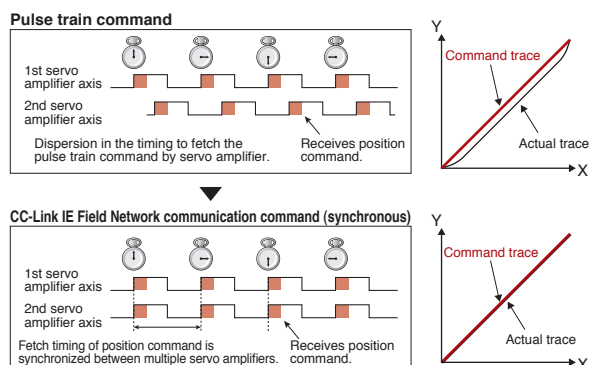 Pulse train command
1st servo
amplifier axis
2nd servo
amplifier axis
Dispersion in the timing to fetch the
pulse train command by servo amplifier.
Receives position
command.
Y
Command trace
Actual trace
X
CC-Link IE Field Network communication command (synchronous)
1st servo
amplifier axis
2nd servo
amplifier axis
Fetch timing of position command is
synchronized between multiple servo amplifiers.
Receives position
command.
Y
Command trace
Actual trace
X